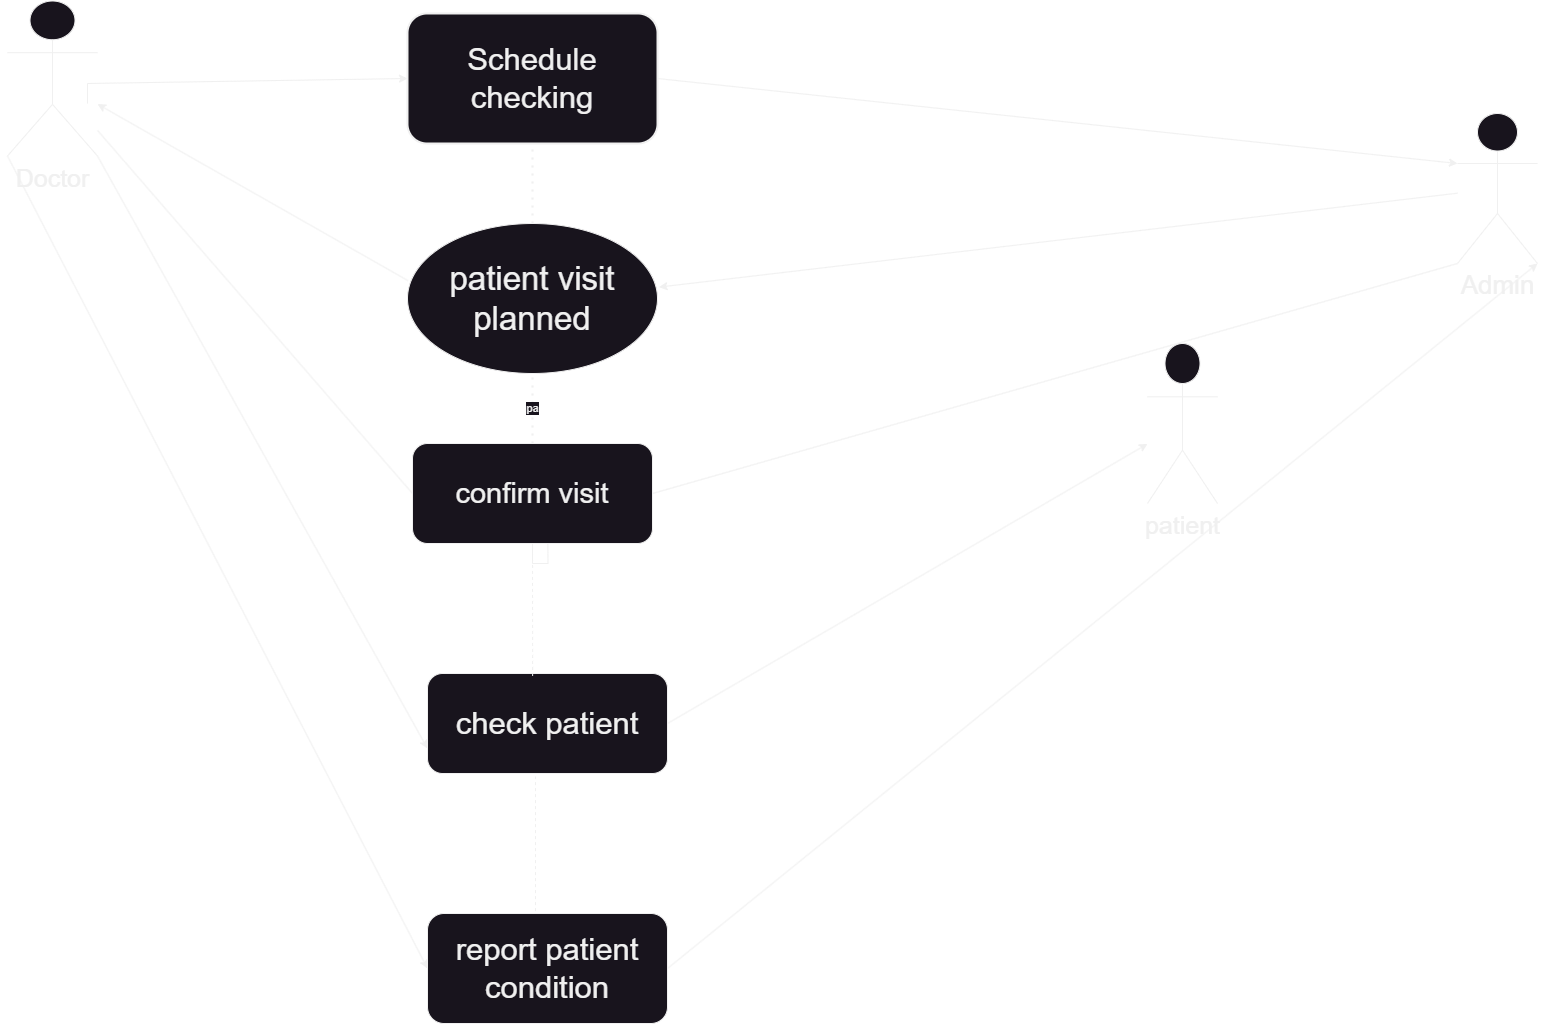 Schedule
checking
Doctor
patient visit
planned
Admin
pa
confirm visit
patient
check patient
report patient
condition